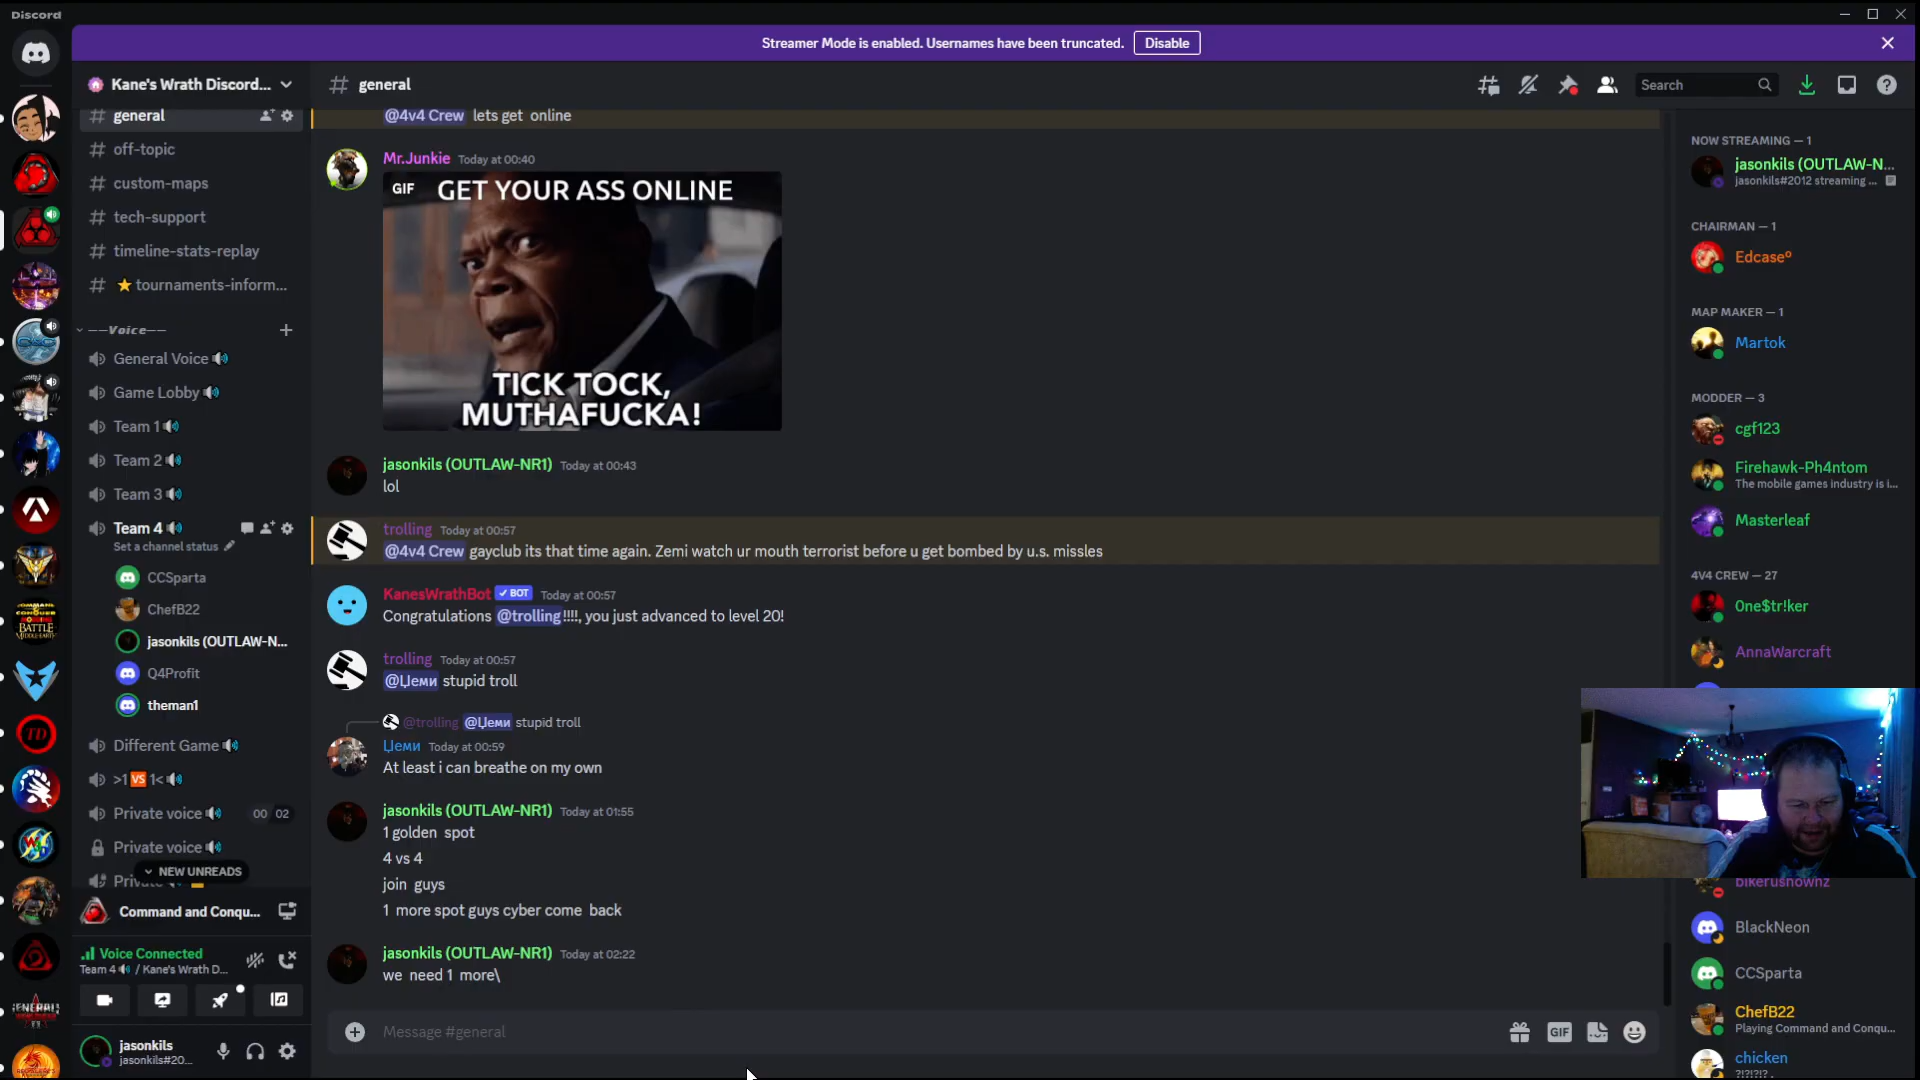 Discord
Streamer Mode is enabled. Usernames have been truncated. Disable
Kane's Wrath Discord...
general
off-topic
custom-maps
tech-support
timeline-stats-replay
tournaments-inform...
—–Voice—–
General Voice
Game Lobby
Team 1
Team 2
Team 3
Team 4
Set a channel status
CCSparta
ChefB22
jasonkils (OUTLAW-N...
Q4Profit
theman1
Different Game
>1 VS 1<
Private voice 00 02
Private voice
NEW UNREADS
Command and Conqu...
Voice Connected
Team 4 / Kane's Wrath D...
jasonkils
jasonkils#20...
general
Search
@4v4 Crew lets get online
Mr.Junkie Today at 00:40
GIF GET YOUR ASS ONLINE
TICK TOCK,
MUTHAFUCKA!
jasonkils (OUTLAW-NR1) Today at 00:43
lol
trolling Today at 00:57
@4v4 Crew gayclub its that time again. Zemi watch ur mouth terrorist before u get bombed by u.s. missles
KanesWrathBot ✓ BOT Today at 00:57
Congratulations @trolling!!!!, you just advanced to level 20!
trolling Today at 00:57
@Џеми stupid troll
@trolling @Џеми stupid troll
Џеми Today at 00:59
At least i can breathe on my own
jasonkils (OUTLAW-NR1) Today at 01:55
1 golden spot
4 vs 4
join guys
1 more spot guys cyber come back
jasonkils (OUTLAW-NR1) Today at 02:22
we need 1 more\
Message #general
GIF
NOW STREAMING — 1
jasonkils (OUTLAW-N...
jasonkils#2012 streaming ...
CHAIRMAN — 1
Edcaseº
MAP MAKER — 1
Martok
MODDER — 3
cgf123
Firehawk-Ph4ntom
The mobile games industry is i...
Masterleaf
4V4 CREW — 27
0ne$tr!ker
AnnaWarcraft
bikerushownz
BlackNeon
CCSparta
ChefB22
Playing Command and Conqu...
chicken
?!?!?!? .
COMMAND
CONQUER
BATTLE
TD